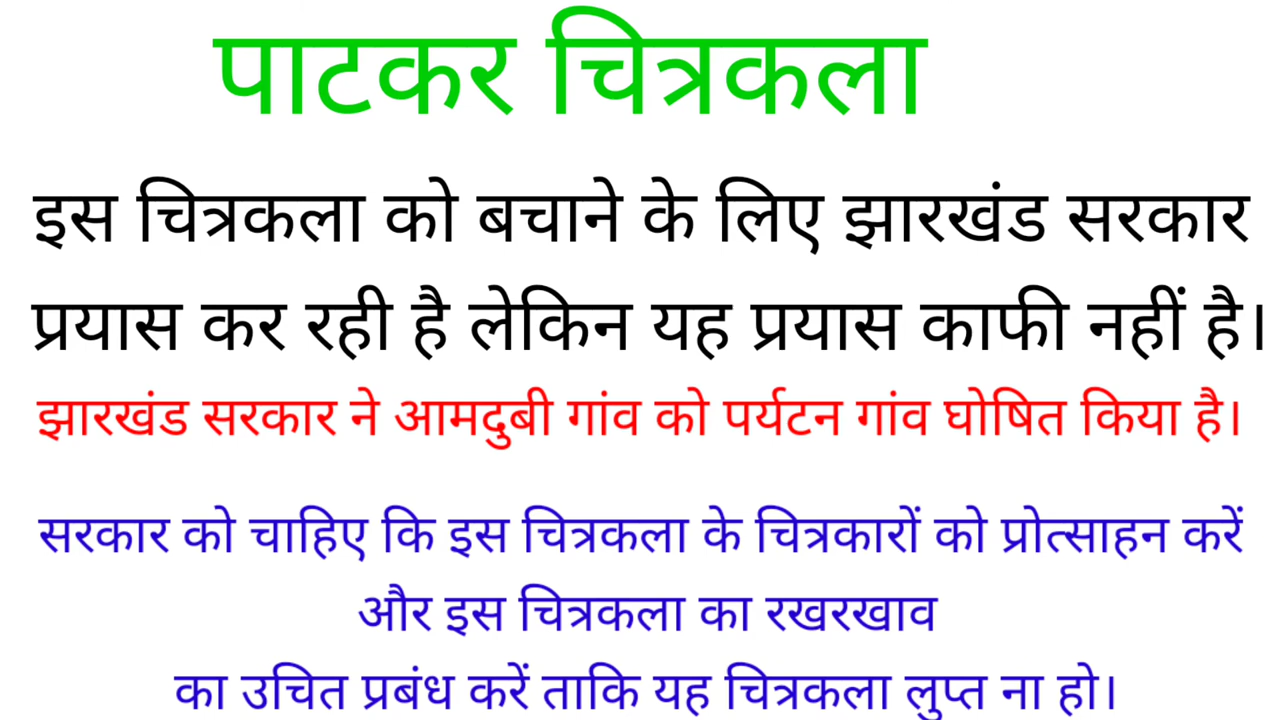 पाटकर चित्रकला
इस चित्रकला को बचाने के लिए झारखंड सरकार
प्रयास कर रही है लेकिन यह प्रयास काफी नहीं है।
झारखंड सरकार ने आमदुबी गांव को पर्यटन गांव घोषित किया है।
सरकार को चाहिए कि इस चित्रकला के चित्रकारों को प्रोत्साहन करें
और इस चित्रकला का रखरखाव
का उचित प्रबंध करें ताकि यह चित्रकला लुप्त ना हो।